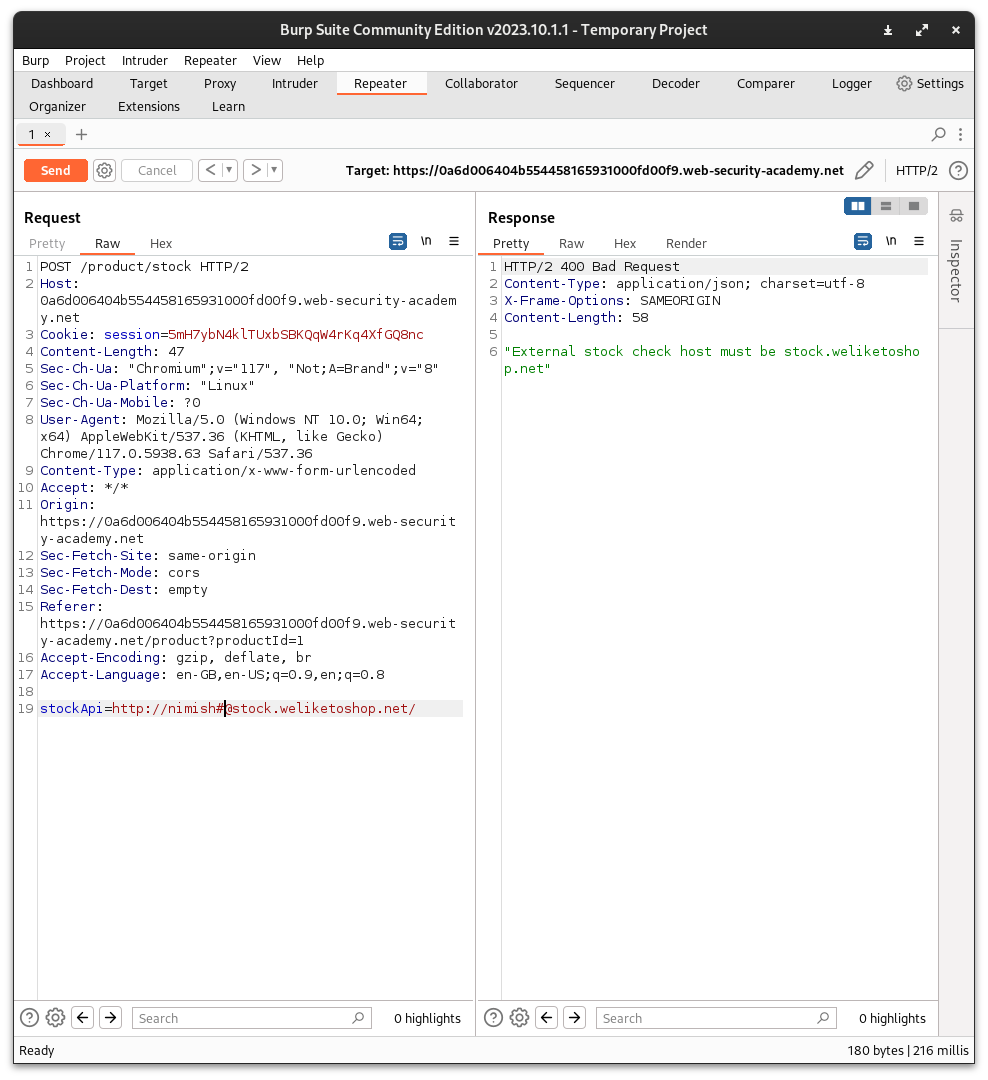 Burp Suite Community Edition v2023.10.1.1 - Temporary Project
Burp Project Intruder Repeater View Help
Dashboard Target Proxy Intruder Repeater Collaborator Sequencer Decoder Comparer Logger Settings
Organizer Extensions Learn
1 × +
Send Cancel < > Target: https://0a6d006404b554458165931000fd00f9.web-security-academy.net HTTP/2 ?
Request
Pretty Raw Hex \n
1 POST /product/stock HTTP/2
2 Host:
0a6d006404b554458165931000fd00f9.web-security-academ
y.net
3 Cookie: session=5mH7ybN4klTUxbSBKQqW4rKq4XfGQ8nc
4 Content-Length: 47
5 Sec-Ch-Ua: "Chromium";v="117", "Not;A=Brand";v="8"
6 Sec-Ch-Ua-Platform: "Linux"
7 Sec-Ch-Ua-Mobile: ?0
8 User-Agent: Mozilla/5.0 (Windows NT 10.0; Win64;
x64) AppleWebKit/537.36 (KHTML, like Gecko)
Chrome/117.0.5938.63 Safari/537.36
9 Content-Type: application/x-www-form-urlencoded
10 Accept: */*
11 Origin:
https://0a6d006404b554458165931000fd00f9.web-securit
y-academy.net
12 Sec-Fetch-Site: same-origin
13 Sec-Fetch-Mode: cors
14 Sec-Fetch-Dest: empty
15 Referer:
https://0a6d006404b554458165931000fd00f9.web-securit
y-academy.net/product?productId=1
16 Accept-Encoding: gzip, deflate, br
17 Accept-Language: en-GB,en-US;q=0.9,en;q=0.8
18
19 stockApi=http://nimish#@stock.weliketoshop.net/
? Search 0 highlights
Response
Pretty Raw Hex Render \n
1 HTTP/2 400 Bad Request
2 Content-Type: application/json; charset=utf-8
3 X-Frame-Options: SAMEORIGIN
4 Content-Length: 58
5
6 "External stock check host must be stock.weliketosho
p.net"
? Search 0 highlights
Inspector
Ready 180 bytes | 216 millis